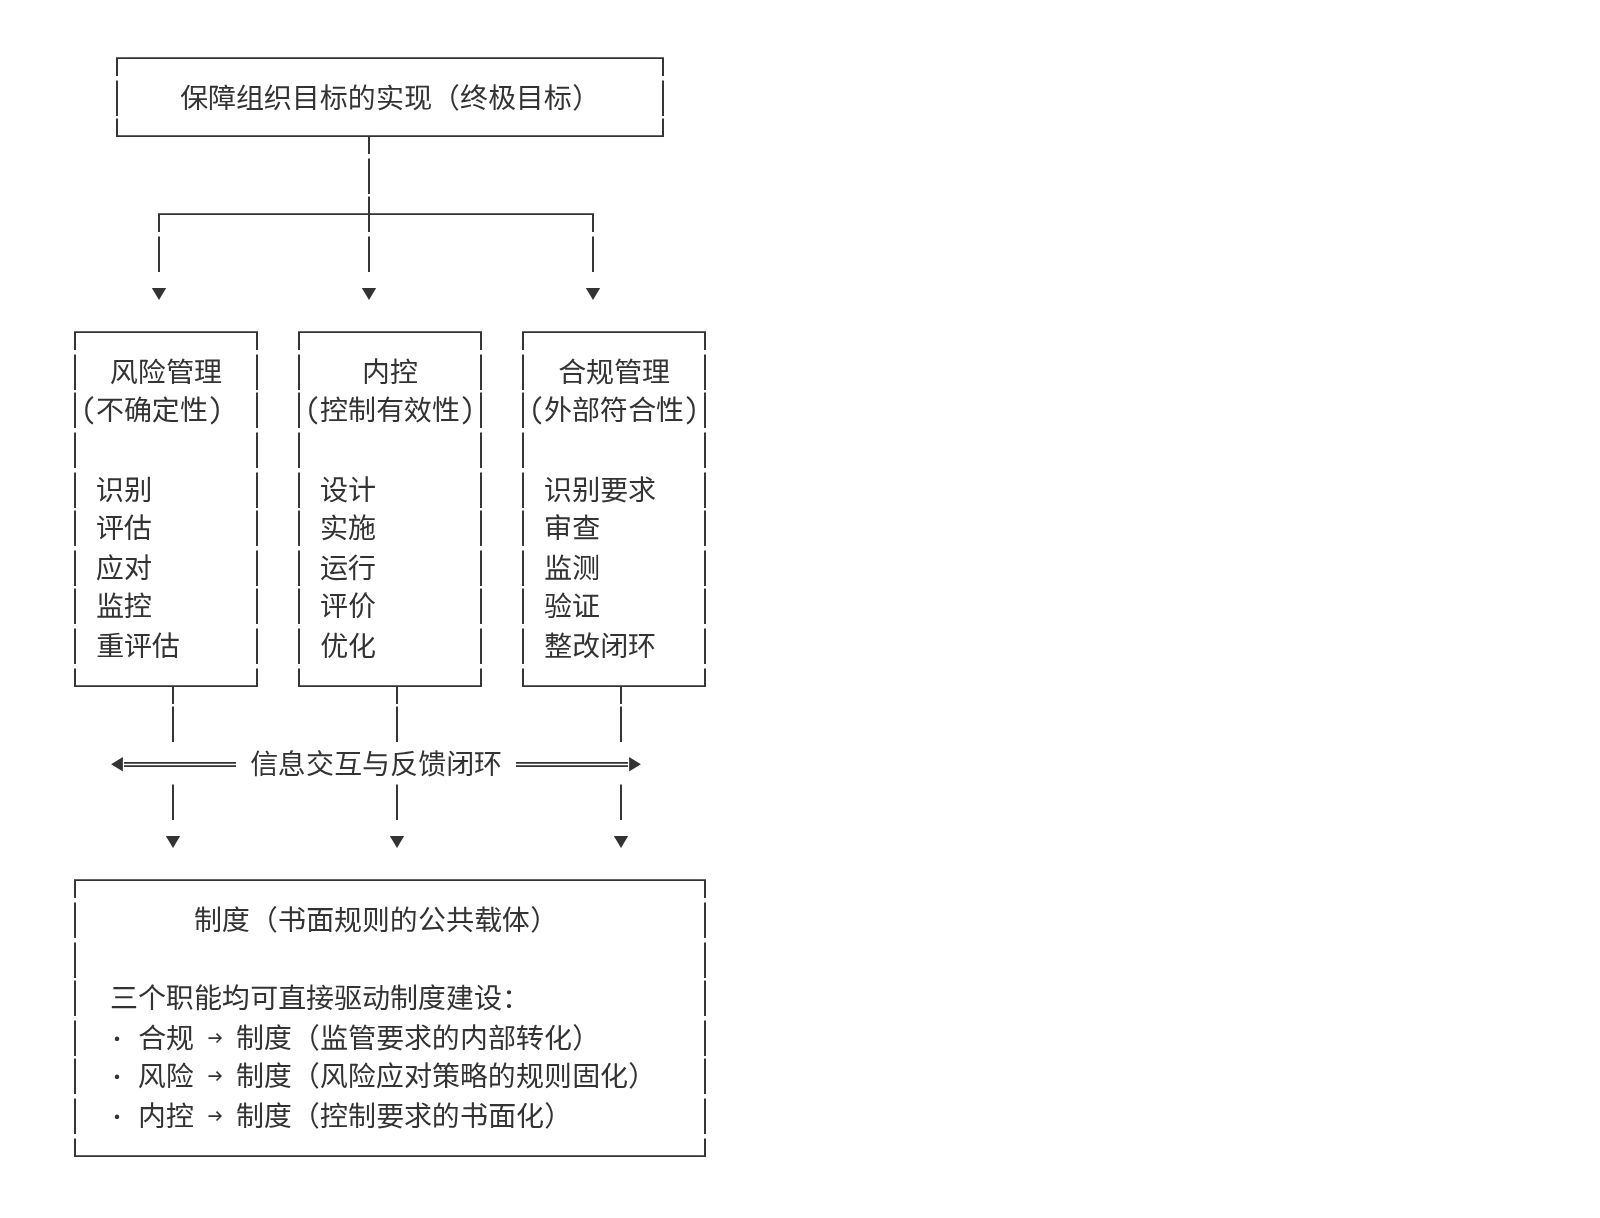 保障组织目标的实现（终极目标）
风险管理 内控 合规管理
（不确定性） （控制有效性） （外部符合性）
识别 设计 识别要求
评估 实施 审查
应对 运行 监测
监控 评价 验证
重评估 优化 整改闭环
信息交互与反馈闭环
制度（书面规则的公共载体）
三个职能均可直接驱动制度建设：
· 合规 → 制度（监管要求的内部转化）
· 风险 → 制度（风险应对策略的规则固化）
· 内控 → 制度（控制要求的书面化）